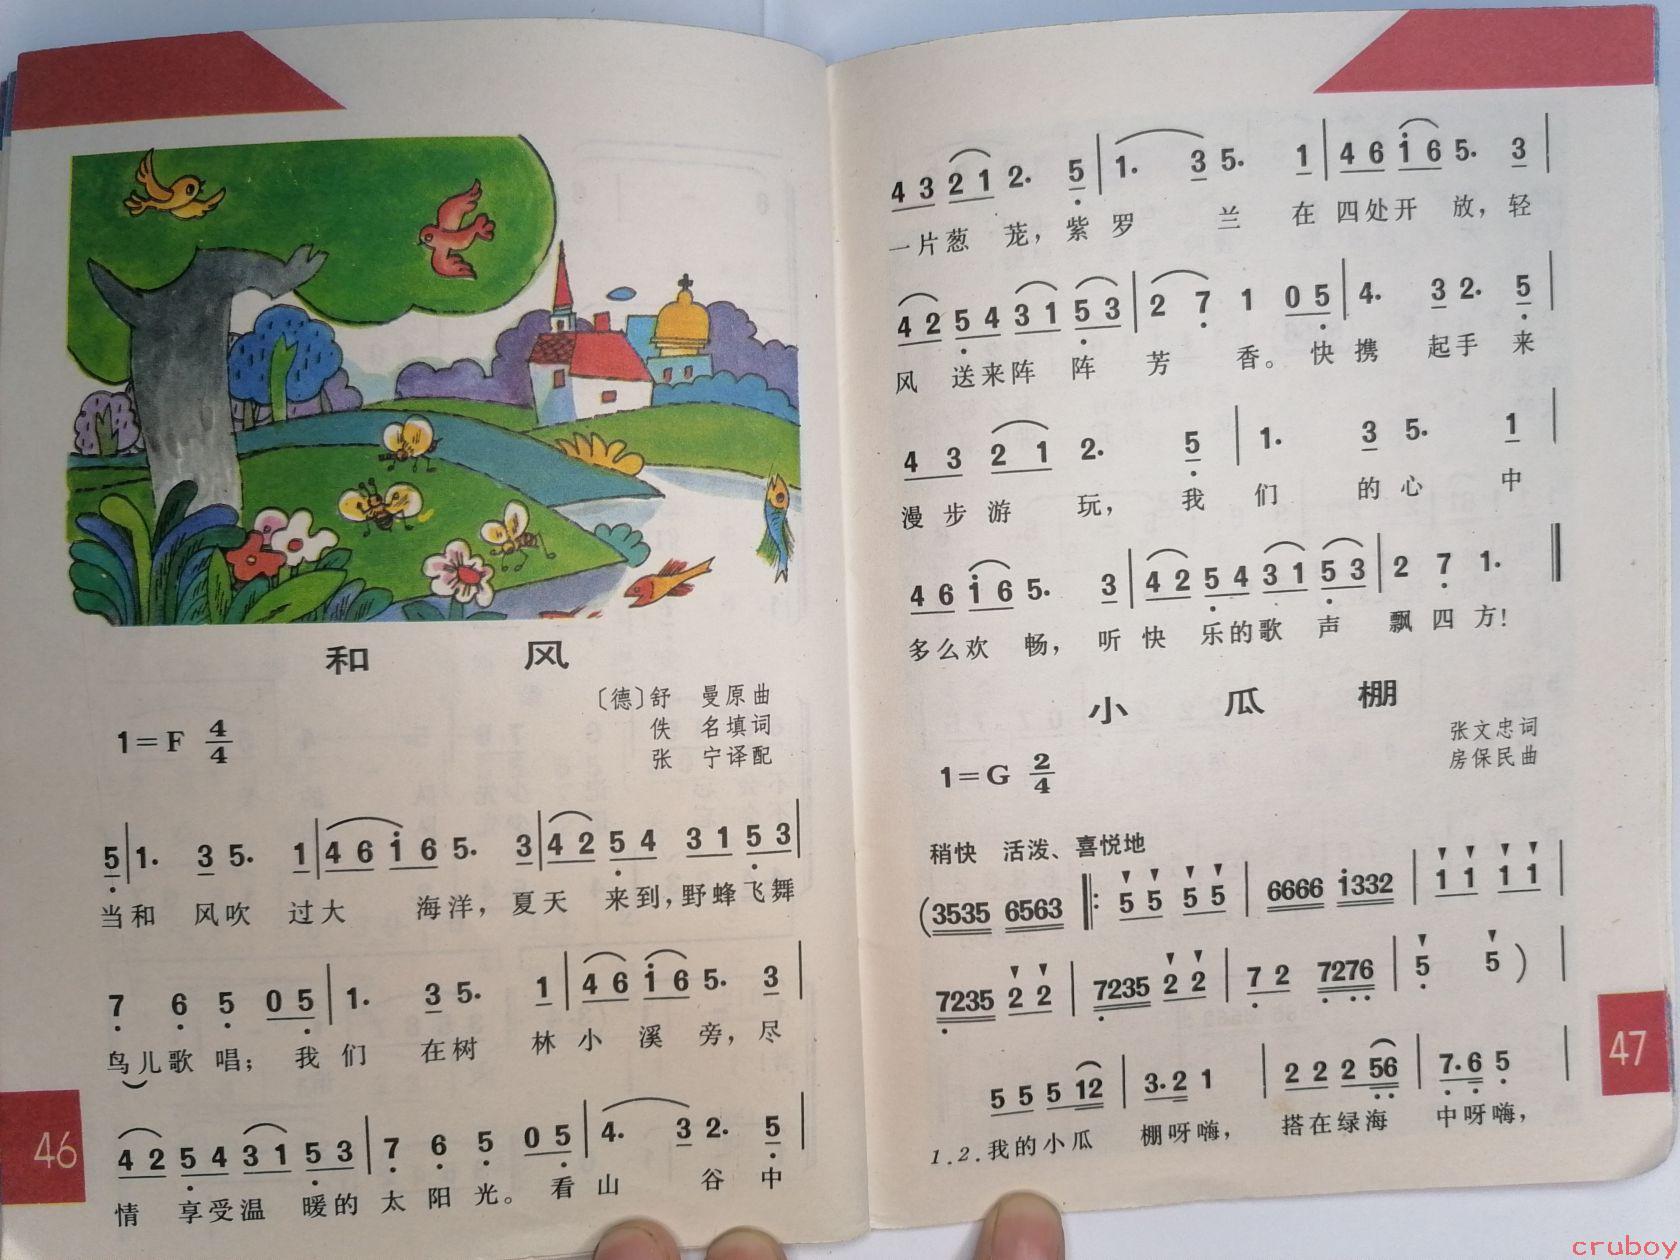 和 风
〔德〕舒 曼原曲
佚 名填词
张 宁译配
1=F 4/4
5 | 1. 3 5. 1 | 4 6 i 6 5. 3 | 4 2 5 4 3 1 5 3 |
当和 风吹 过大 海洋，夏天 来到，野蜂飞舞
7 6 5 0 5 | 1. 3 5. 1 | 4 6 i 6 5. 3 |
鸟儿歌 唱； 我们 在树 林小 溪 旁，尽
4 2 5 4 3 1 5 3 | 7 6 5 0 5 | 4. 3 2. 5 |
情 享受温 暖的 太 阳 光。 看山 谷中
46
4 3 2 1 2. 5 | 1. 3 5. 1 | 4 6 i 6 5. 3 |
一片葱 茏，紫罗 兰 在四处开 放，轻
4 2 5 4 3 1 5 3 | 2 7 1 0 5 | 4. 3 2. 5 |
风 送来阵 阵 芳 香。快携 起手 来
4 3 2 1 2. 5 | 1. 3 5. 1 |
漫步游 玩， 我 们 的心 中
4 6 i 6 5. 3 | 4 2 5 4 3 1 5 3 | 2 7 1. ‖
多么欢 畅，听快 乐的歌 声 飘四方！
小 瓜 棚
张文忠词
房保民曲
1=G 2/4
稍快 活泼、喜悦地
(3535 6563 ‖: 5 5 5 5 | 6666 i332 | 1 1 1 1 |
7235 2 2 | 7235 2 2 | 7 2 7276 | 5 5 ) |
5 5 5 12 | 3.2 1 | 2 2 2 56 | 7.6 5 |
1.2.我的小瓜 棚呀嗨， 搭在绿海 中呀嗨，
47
cruboy